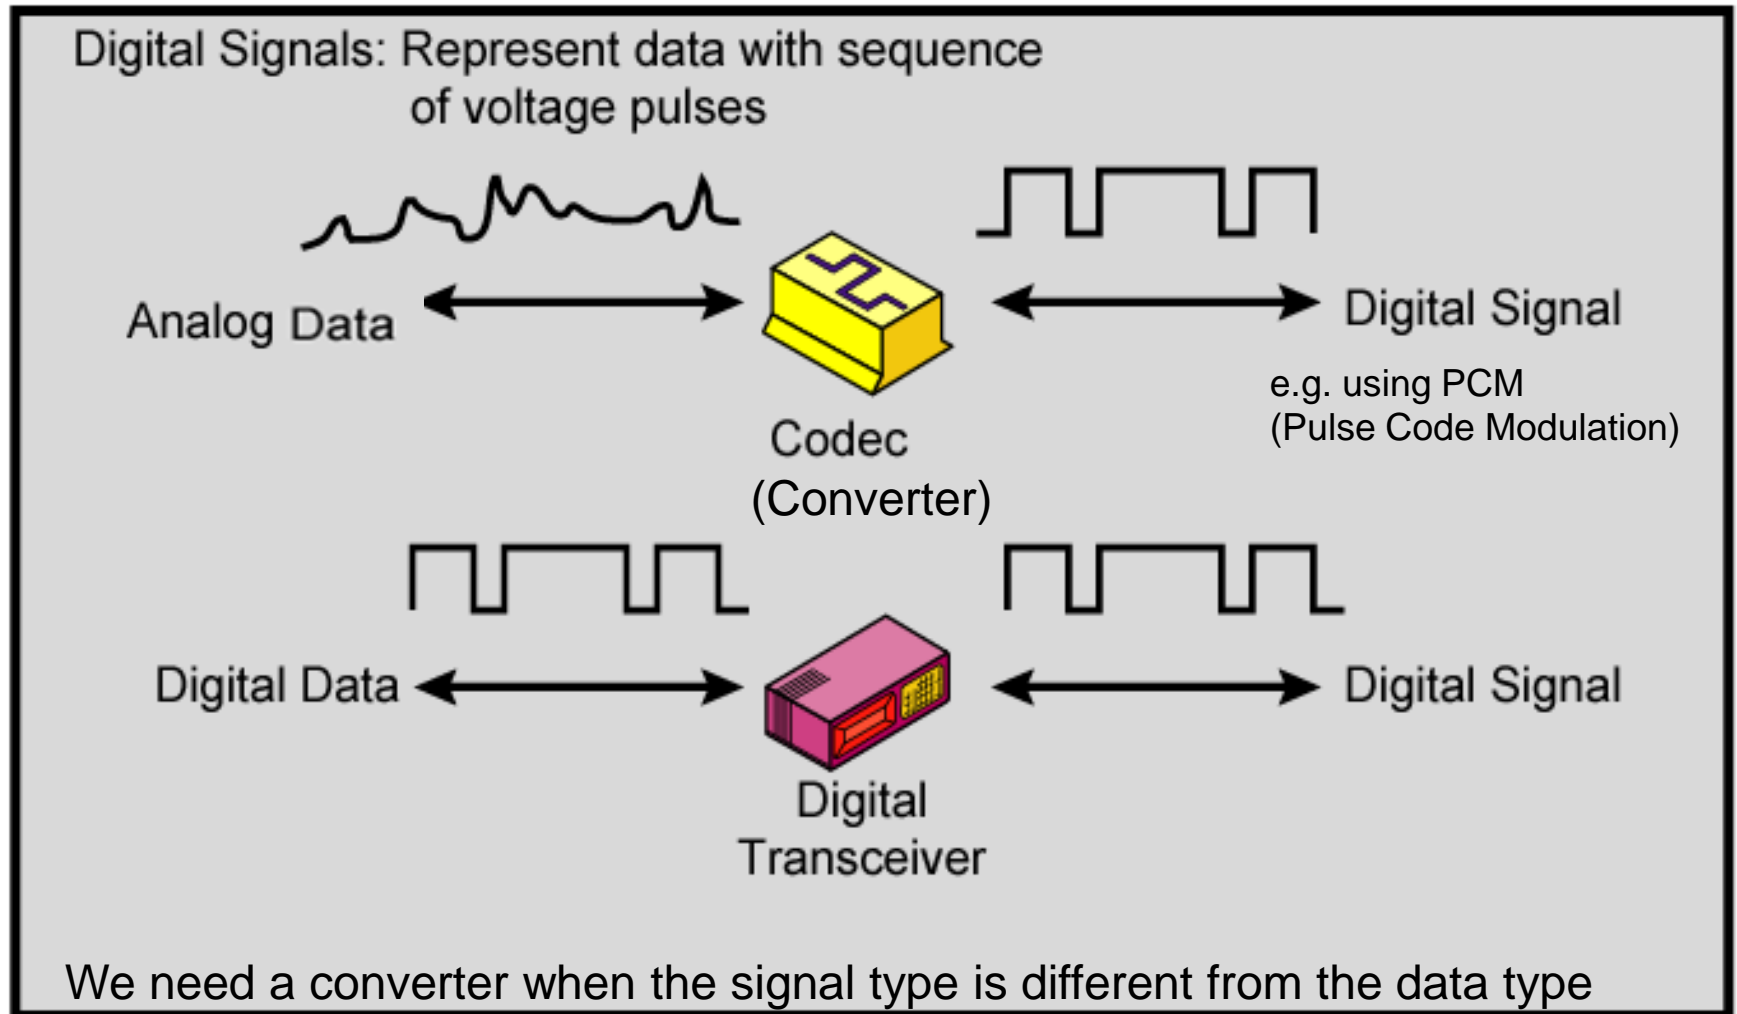 Digital Signals: Represent data with sequence
of voltage pulses
Analog Data
Digital Signal
e.g. using PCM
(Pulse Code Modulation)
Codec
(Converter)
Digital Data
Digital Signal
Digital
Transceiver
We need a converter when the signal type is different from the data type